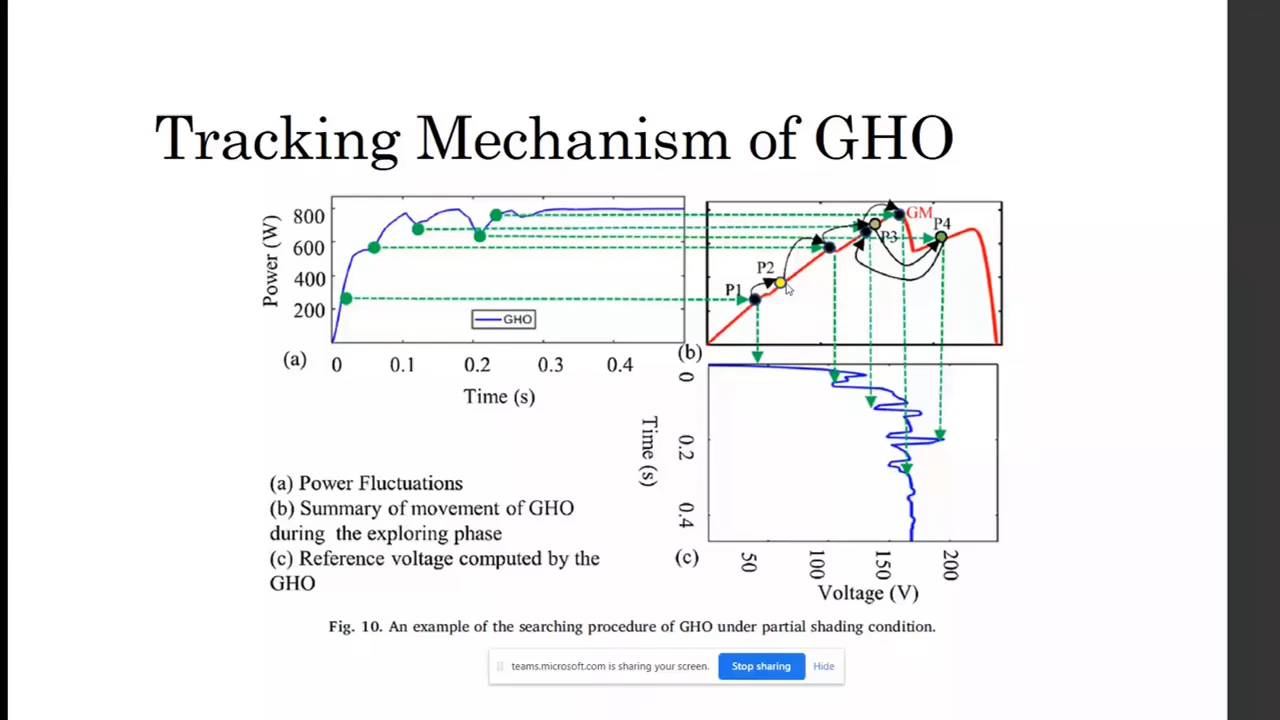 Tracking Mechanism of GHO
800
600
400
200
Power (W)
GHO
(a)
0 0.1 0.2 0.3 0.4
Time (s)
GM
P4
P3
P2
P1
(b)
0
0.2
0.4
Time (s)
(c)
50 100 150 200
Voltage (V)
(a) Power Fluctuations
(b) Summary of movement of GHO
during the exploring phase
(c) Reference voltage computed by the
GHO
Fig. 10. An example of the searching procedure of GHO under partial shading condition.
teams.microsoft.com is sharing your screen. Stop sharing Hide